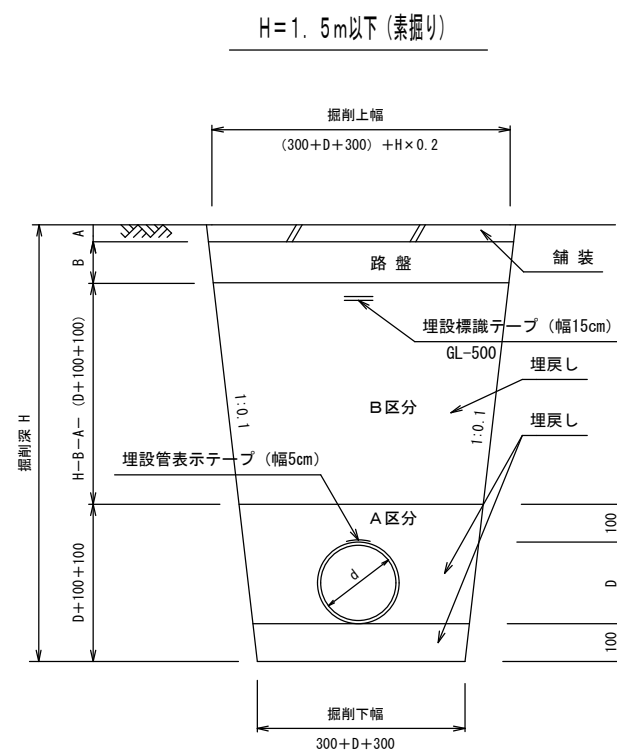 H=1. 5m以下（素掘り）
掘削上幅
(300+D+300) +H×0.2
A
舗 装
B
路 盤
埋設標識テープ（幅15cm）
GL-500
埋戻し
掘削深 H
H-B-A-(D+100+100)
1:0.1
B区分
1:0.1
埋戻し
埋設管表示テープ（幅5cm）
A区分
100
D+100+100
d
D
100
掘削下幅
300+D+300